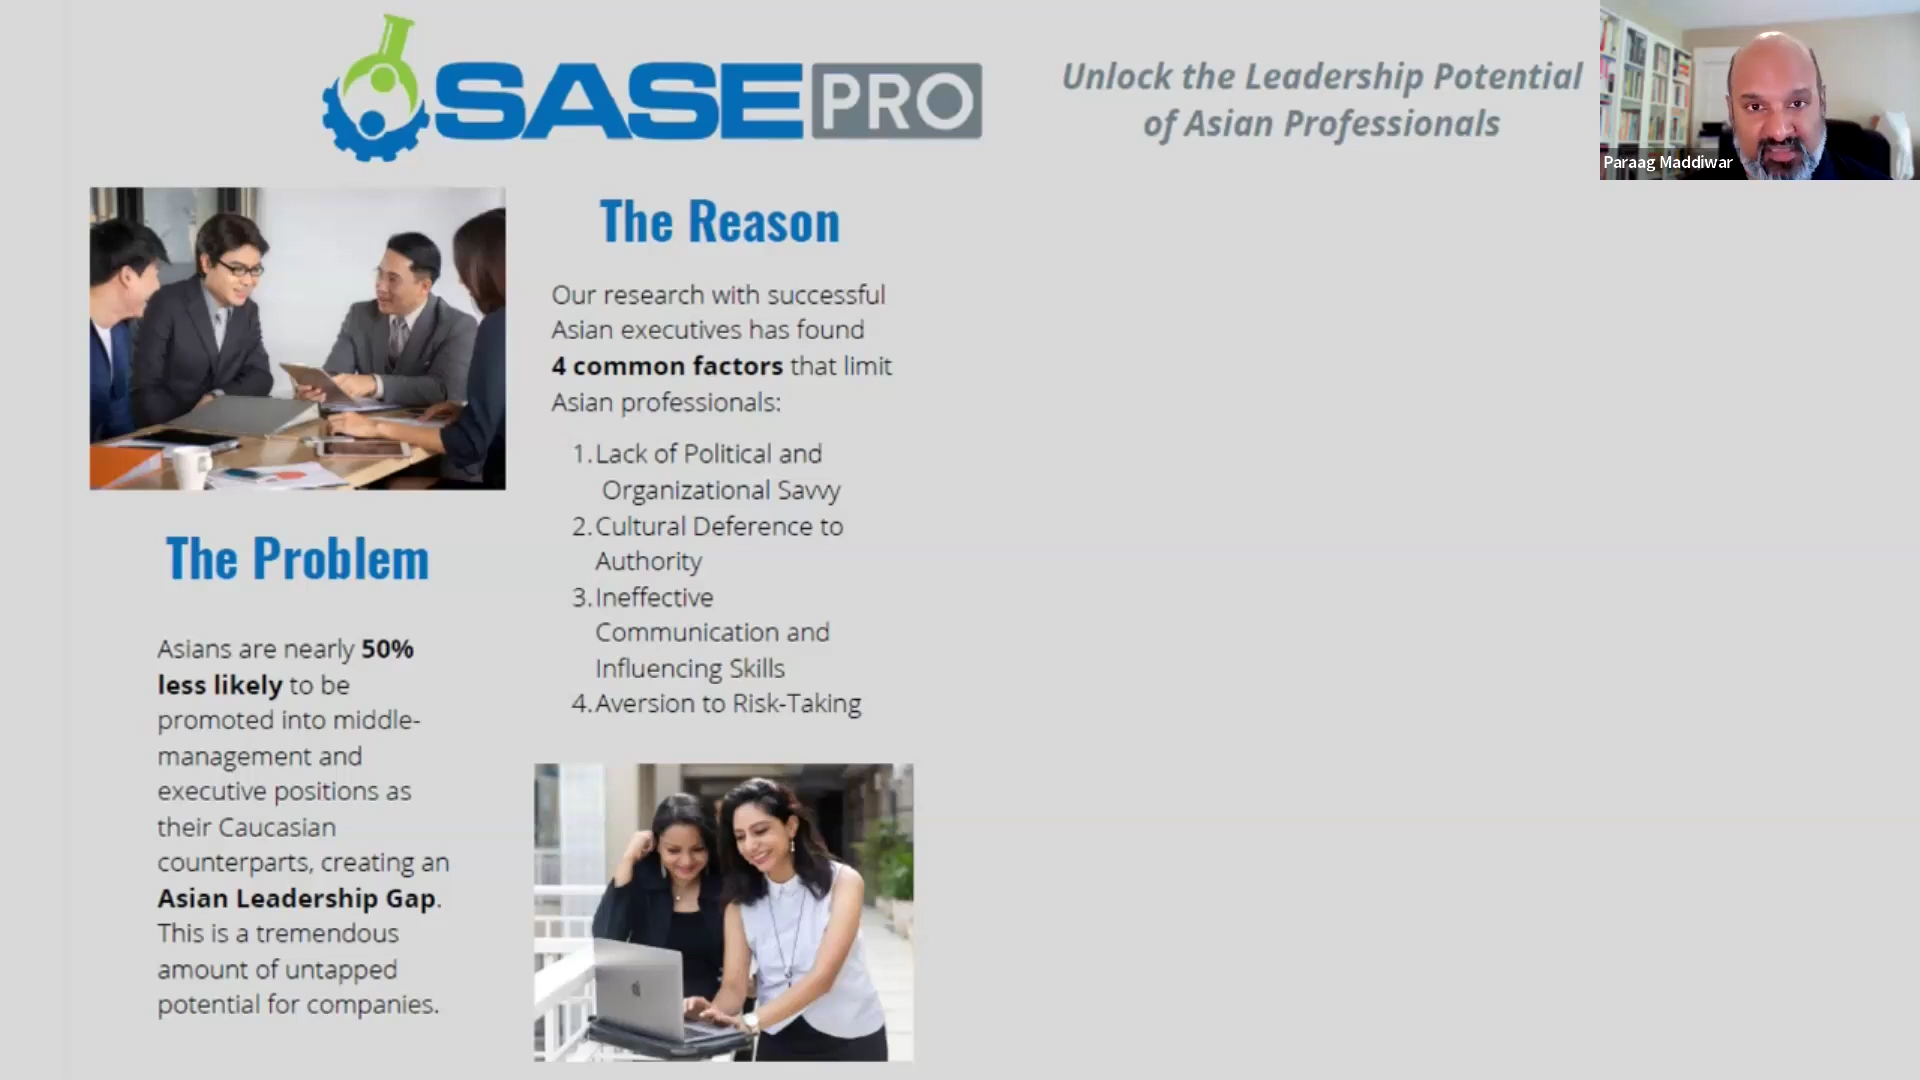 SASE PRO
Unlock the Leadership Potential
of Asian Professionals
Paraag Maddiwar
The Reason
Our research with successful
Asian executives has found
4 common factors that limit
Asian professionals:
1. Lack of Political and
Organizational Savvy
2. Cultural Deference to
Authority
3. Ineffective
Communication and
Influencing Skills
4. Aversion to Risk-Taking
The Problem
Asians are nearly 50%
less likely to be
promoted into middle-
management and
executive positions as
their Caucasian
counterparts, creating an
Asian Leadership Gap.
This is a tremendous
amount of untapped
potential for companies.